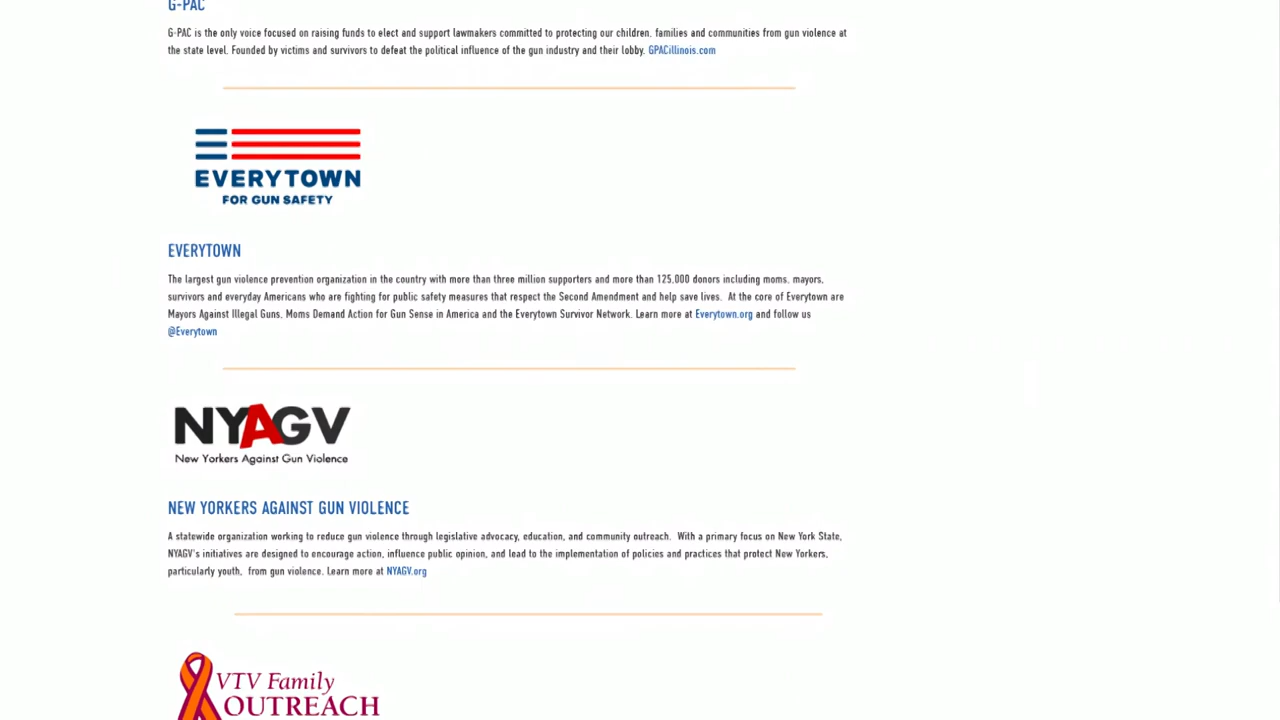 G-PAC
G-PAC is the only voice focused on raising funds to elect and support lawmakers committed to protecting our children, families and communities from gun violence at
the state level. Founded by victims and survivors to defeat the political influence of the gun industry and their lobby. GPACillinois.com
EVERYTOWN
FOR GUN SAFETY
EVERYTOWN
The largest gun violence prevention organization in the country with more than three million supporters and more than 125,000 donors including moms, mayors,
survivors and everyday Americans who are fighting for public safety measures that respect the Second Amendment and help save lives. At the core of Everytown are
Mayors Against Illegal Guns, Moms Demand Action for Gun Sense in America and the Everytown Survivor Network. Learn more at Everytown.org and follow us
@Everytown
NYAGV
New Yorkers Against Gun Violence
NEW YORKERS AGAINST GUN VIOLENCE
A statewide organization working to reduce gun violence through legislative advocacy, education, and community outreach. With a primary focus on New York State,
NYAGV's initiatives are designed to encourage action, influence public opinion, and lead to the implementation of policies and practices that protect New Yorkers,
particularly youth, from gun violence. Learn more at NYAGV.org
VTV Family
OUTREACH